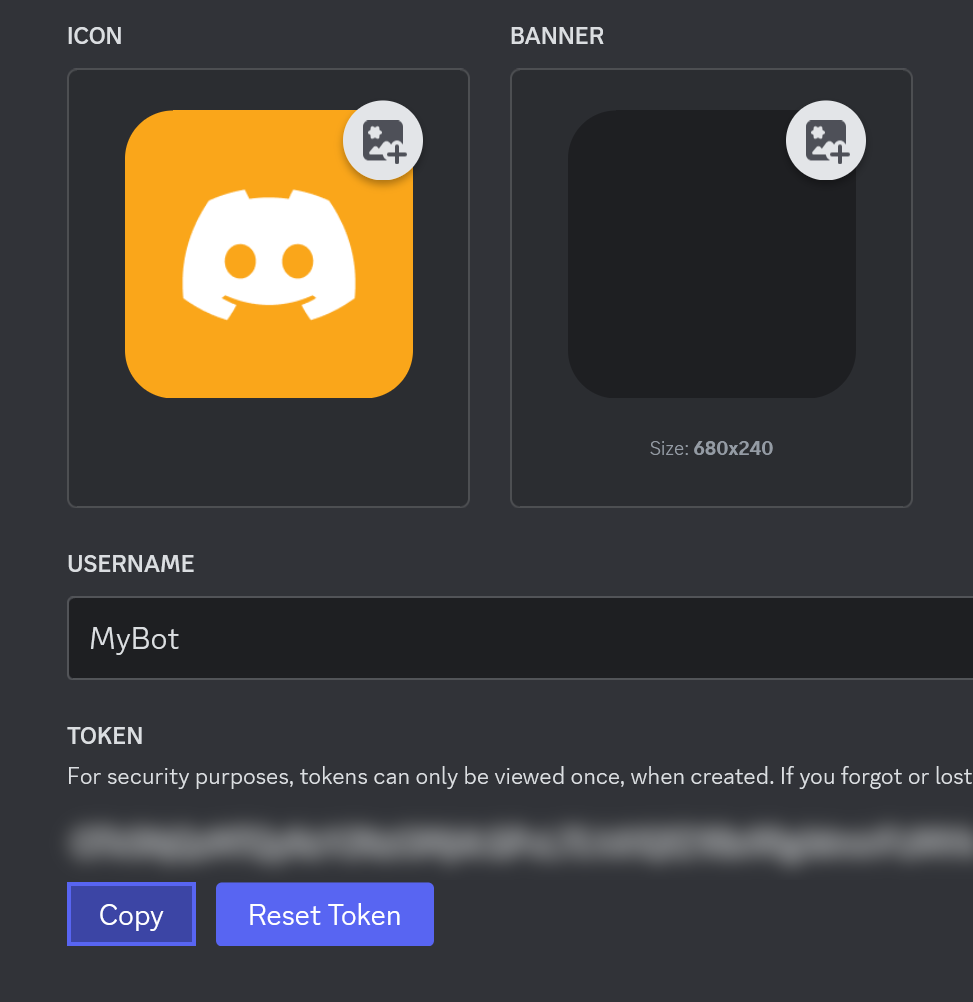 ICON
BANNER
Size: 680x240
USERNAME
MyBot
TOKEN
For security purposes, tokens can only be viewed once, when created. If you forgot or lost
Copy
Reset Token